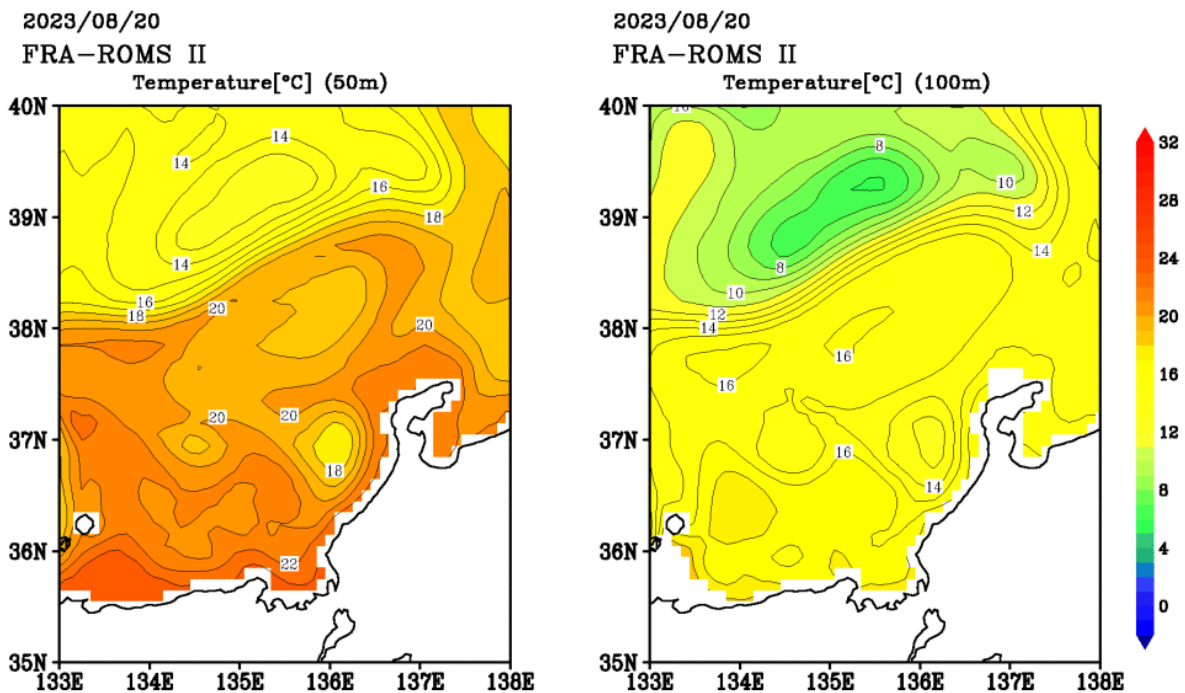 2023/08/20
FRA-ROMS II
Temperature[°C] (50m)
40N
39N
38N
37N
36N
35N
133E 134E 135E 136E 137E 138E
14
14
16
18
14
16
18
20
20
20
20
18
22
2023/08/20
FRA-ROMS II
Temperature[°C] (100m)
40N
39N
38N
37N
36N
35N
133E 134E 135E 136E 137E 138E
8
10
12
14
8
10
12
14
16
16
16
14
32
28
24
20
16
12
8
4
0